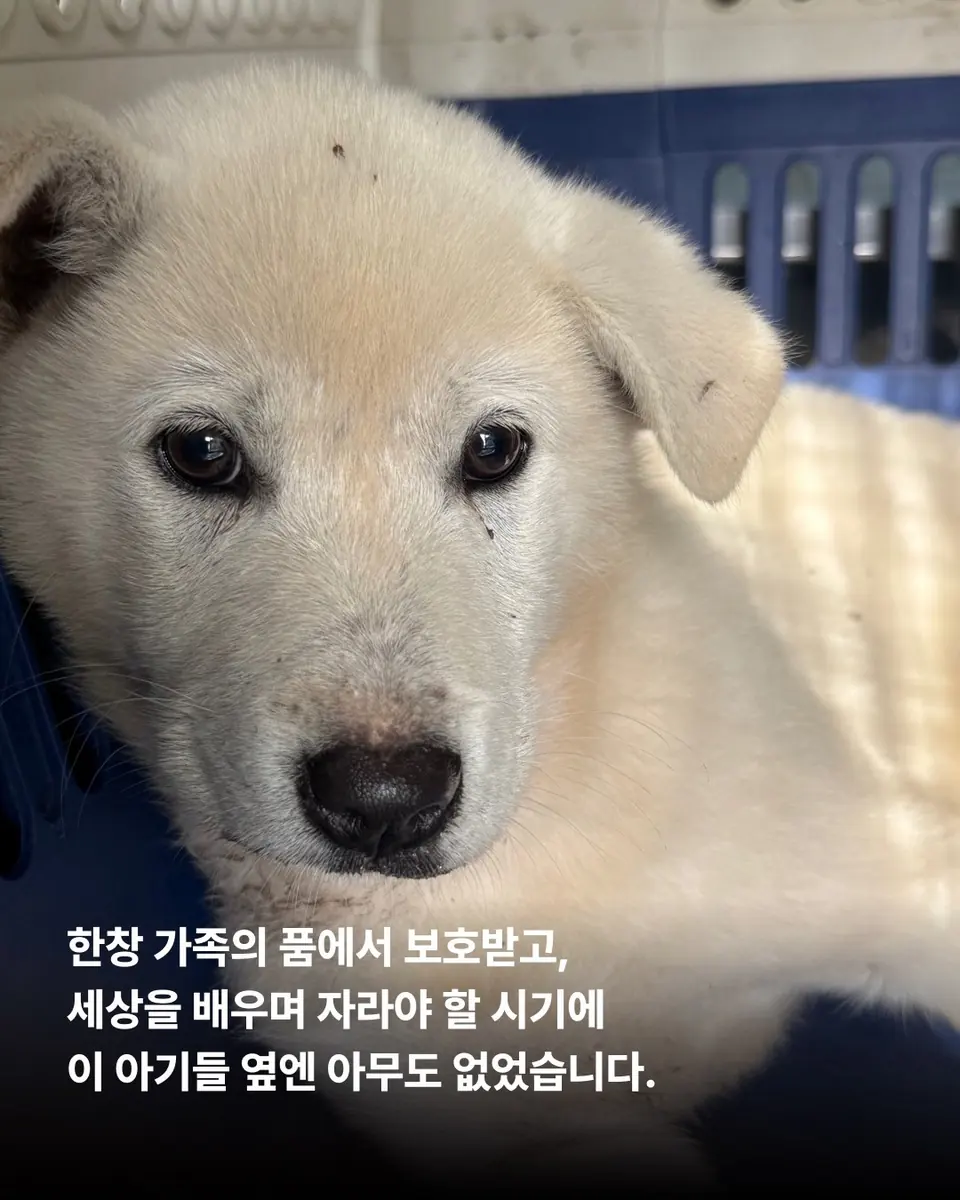 한창 가족의 품에서 보호받고,
세상을 배우며 자라야 할 시기에
이 아기들 옆엔 아무도 없었습니다.